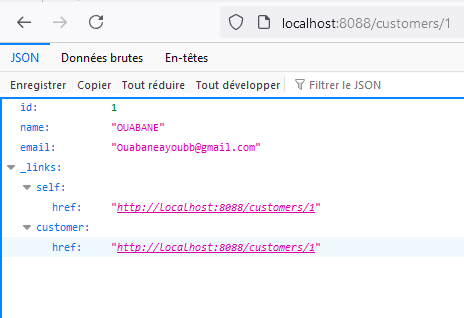 localhost:8088/customers/1
JSON Données brutes En-têtes
Enregistrer Copier Tout réduire Tout développer Filtrer le JSON
id: 1
name: "OUABANE"
email: "Ouabaneayoubb@gmail.com"
_links:
self:
href: "http://localhost:8088/customers/1"
customer:
href: "http://localhost:8088/customers/1"